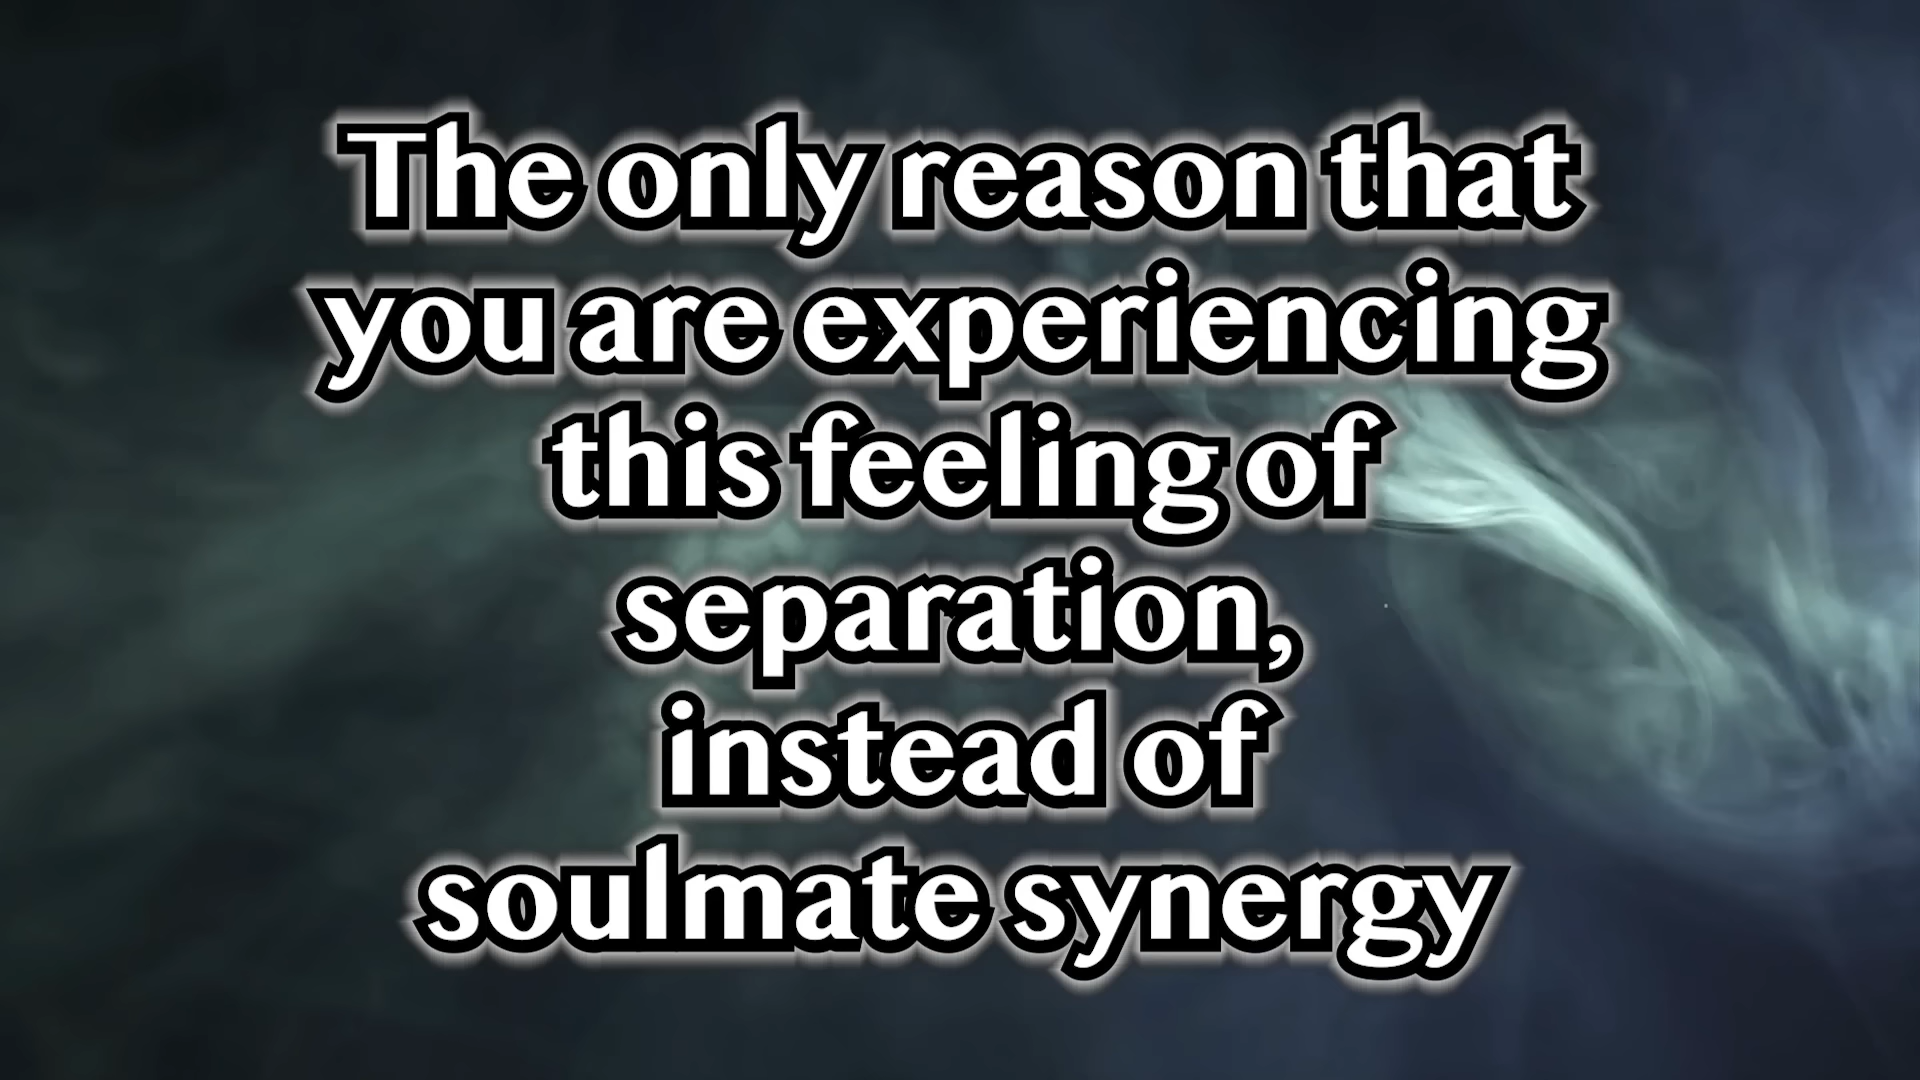 The only reason that
you are experiencing
this feeling of
separation,
instead of
soulmate synergy